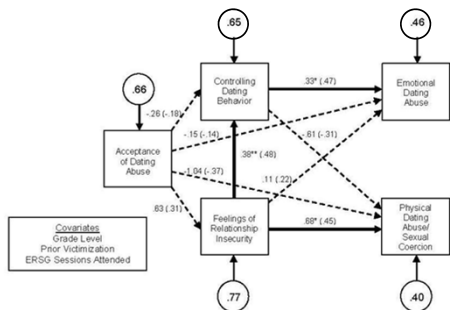 .65
.46
Controlling
Dating
Behavior
.33* (.47)
Emotional
Dating
Abuse
.66
-.26 (-.18)
-.15 (-.14)
-.61 (-.31)
Acceptance
of Dating
Abuse
.38** (.48)
-1.04 (-.37)
.11 (.22)
.63 (.31)
Covariates
Grade Level
Prior Victimization
ERSG Sessions Attended
Feelings of
Relationship
Insecurity
.68* (.45)
Physical
Dating
Abuse/
Sexual
Coercion
.77
.40